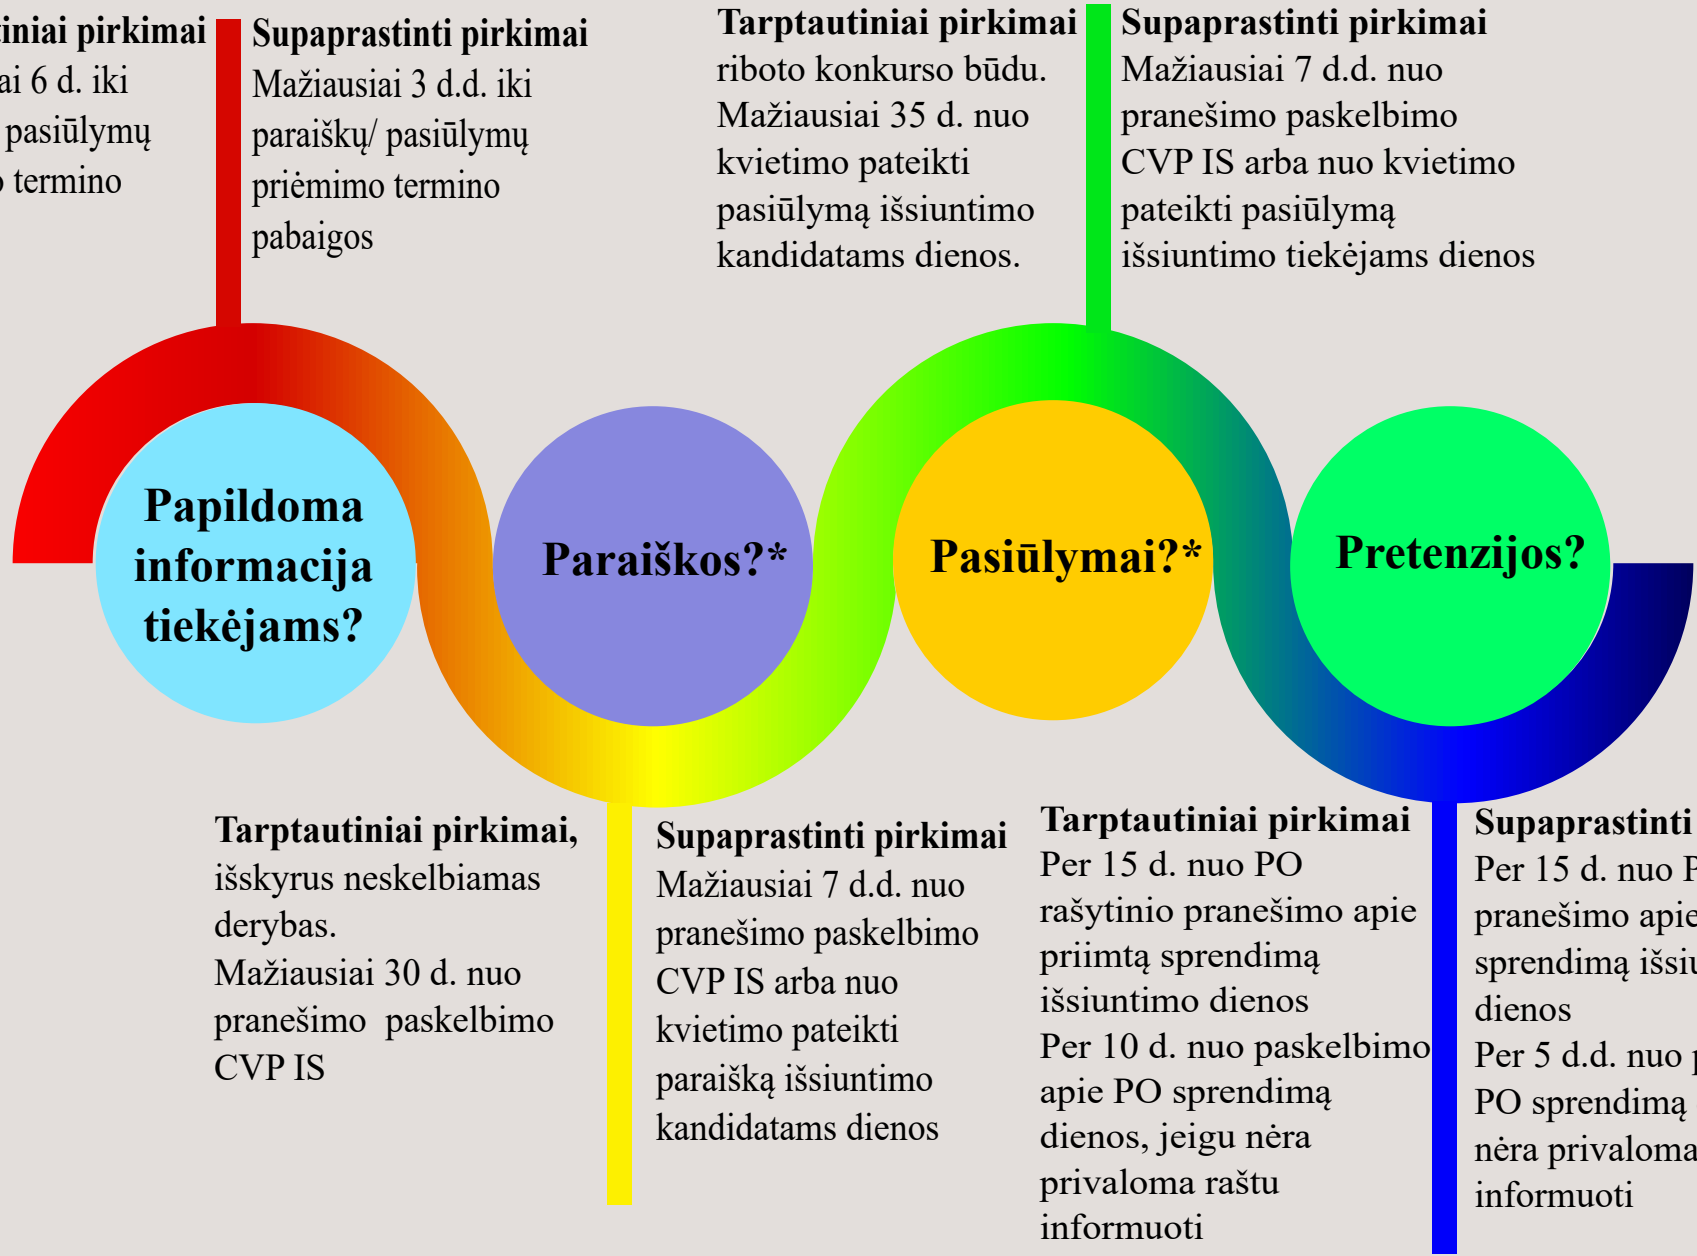 pirkimai
6 d. iki
pasiūlymų
termino
Supaprastinti pirkimai
Mažiausiai 3 d.d. iki
paraiškų/ pasiūlymų
priėmimo termino
pabaigos
Tarptautiniai pirkimai
riboto konkurso būdu.
Mažiausiai 35 d. nuo
kvietimo pateikti
pasiūlymą išsiuntimo
kandidatams dienos.
Supaprastinti pirkimai
Mažiausiai 7 d.d. nuo
pranešimo paskelbimo
CVP IS arba nuo kvietimo
pateikti pasiūlymą
išsiuntimo tiekėjams dienos
Papildoma
informacija
tiekėjams?
Paraiškos?*
Pasiūlymai?*
Pretenzijos?
Tarptautiniai pirkimai,
išskyrus neskelbiamas
derybas.
Mažiausiai 30 d. nuo
pranešimo paskelbimo
CVP IS
Supaprastinti pirkimai
Mažiausiai 7 d.d. nuo
pranešimo paskelbimo
CVP IS arba nuo
kvietimo pateikti
paraišką išsiuntimo
kandidatams dienos
Tarptautiniai pirkimai
Per 15 d. nuo PO
rašytinio pranešimo apie
priimtą sprendimą
išsiuntimo dienos
Per 10 d. nuo paskelbimo
apie PO sprendimą
dienos, jeigu nėra
privaloma raštu
informuoti
Supaprastinti
Per 15 d. nuo
pranešimo apie
sprendimą
dienos
Per 5 d.d. nuo
PO sprendimą
nėra privaloma
informuoti